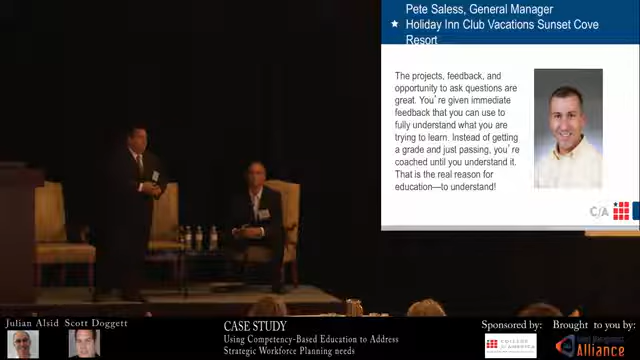 Pete Saless, General Manager
Holiday Inn Club Vacations Sunset Cove
Resort
The projects, feedback, and
opportunity to ask questions are
great. You're given immediate
feedback that you can use to
fully understand what you are
trying to learn. Instead of getting
a grade and just passing, you're
coached until you understand it.
That is the real reason for
education—to understand!
C/A
Julian Alsid Scott Doggett
CASE STUDY
Using Competency-Based Education to Address
Strategic Workforce Planning needs
Sponsored by:
COLLEGE
for AMERICA
Brought to you by:
Alliance